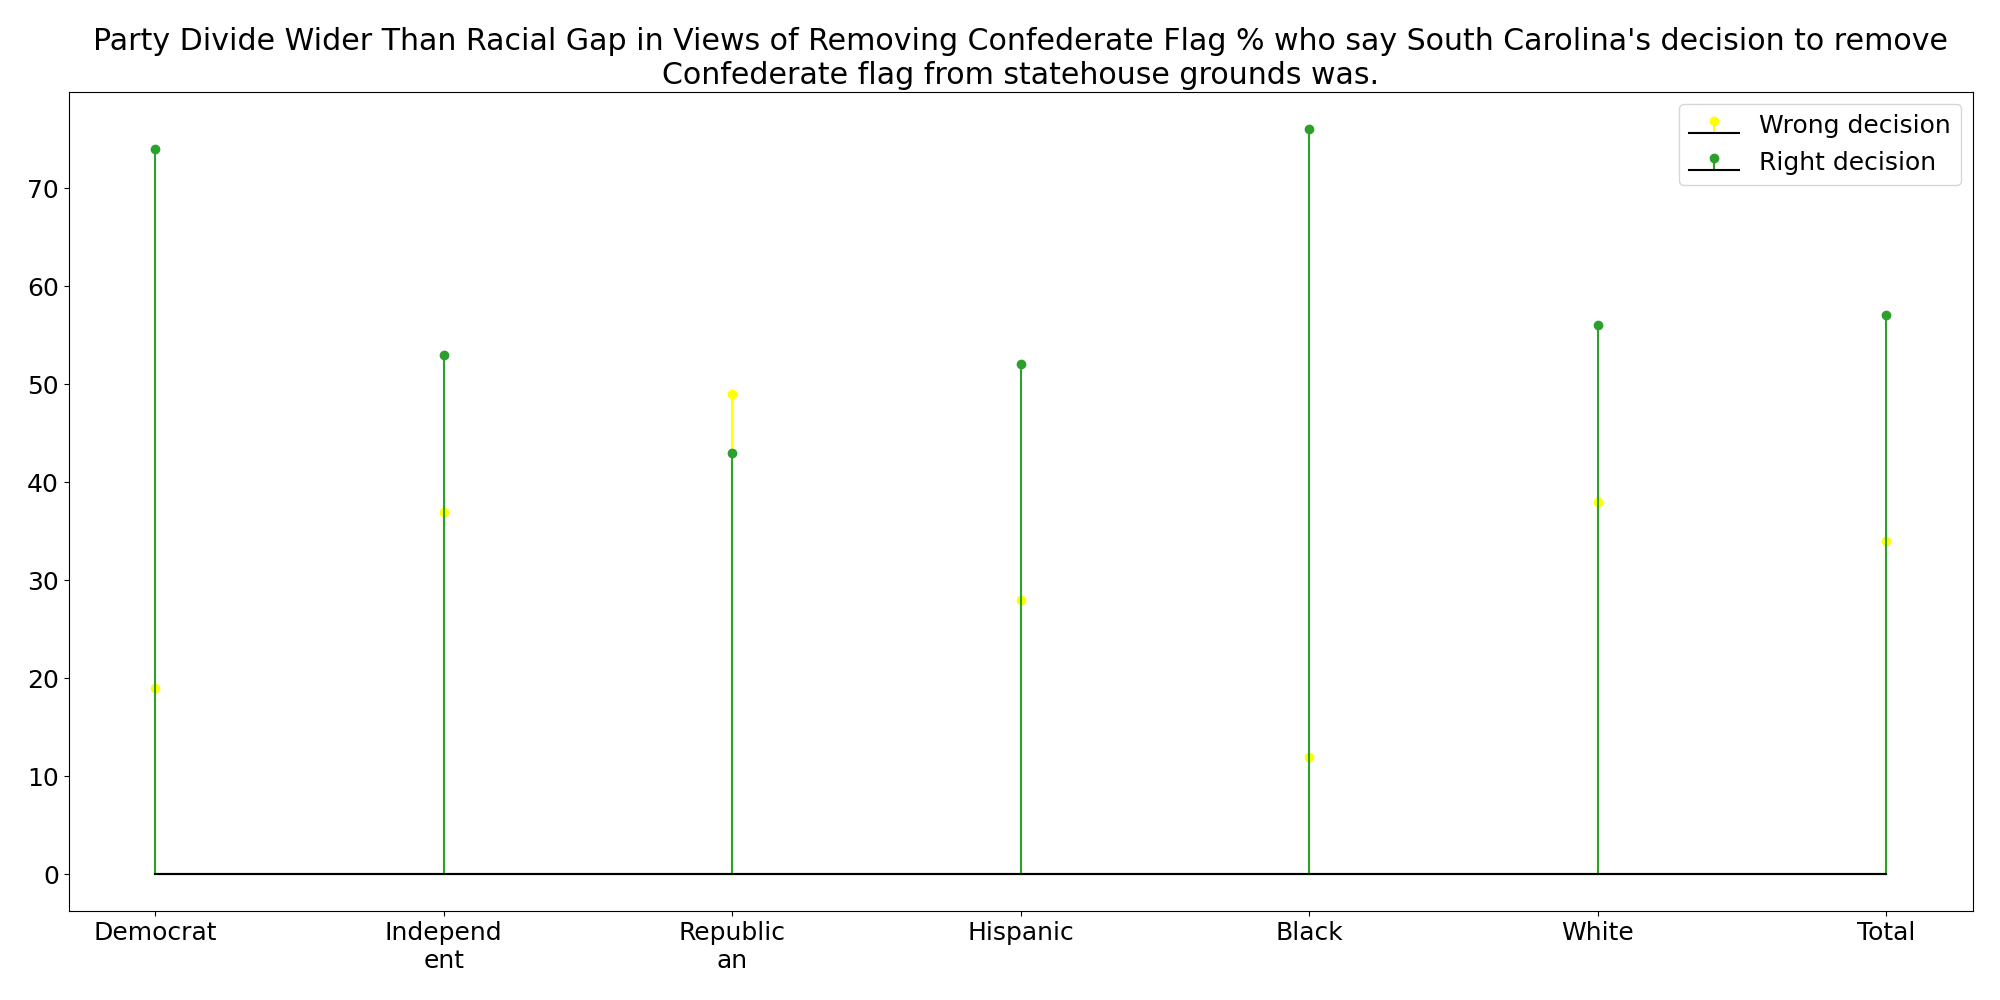 Party Divide Wider Than Racial Gap in Views of Removing Confederate Flag % who say South Carolina's decision to remove
Confederate flag from statehouse grounds was.
Wrong decision
Right decision
70
60
50
40
30
20
10
0
Democrat
Independ
ent
Republic
an
Hispanic
Black
White
Total